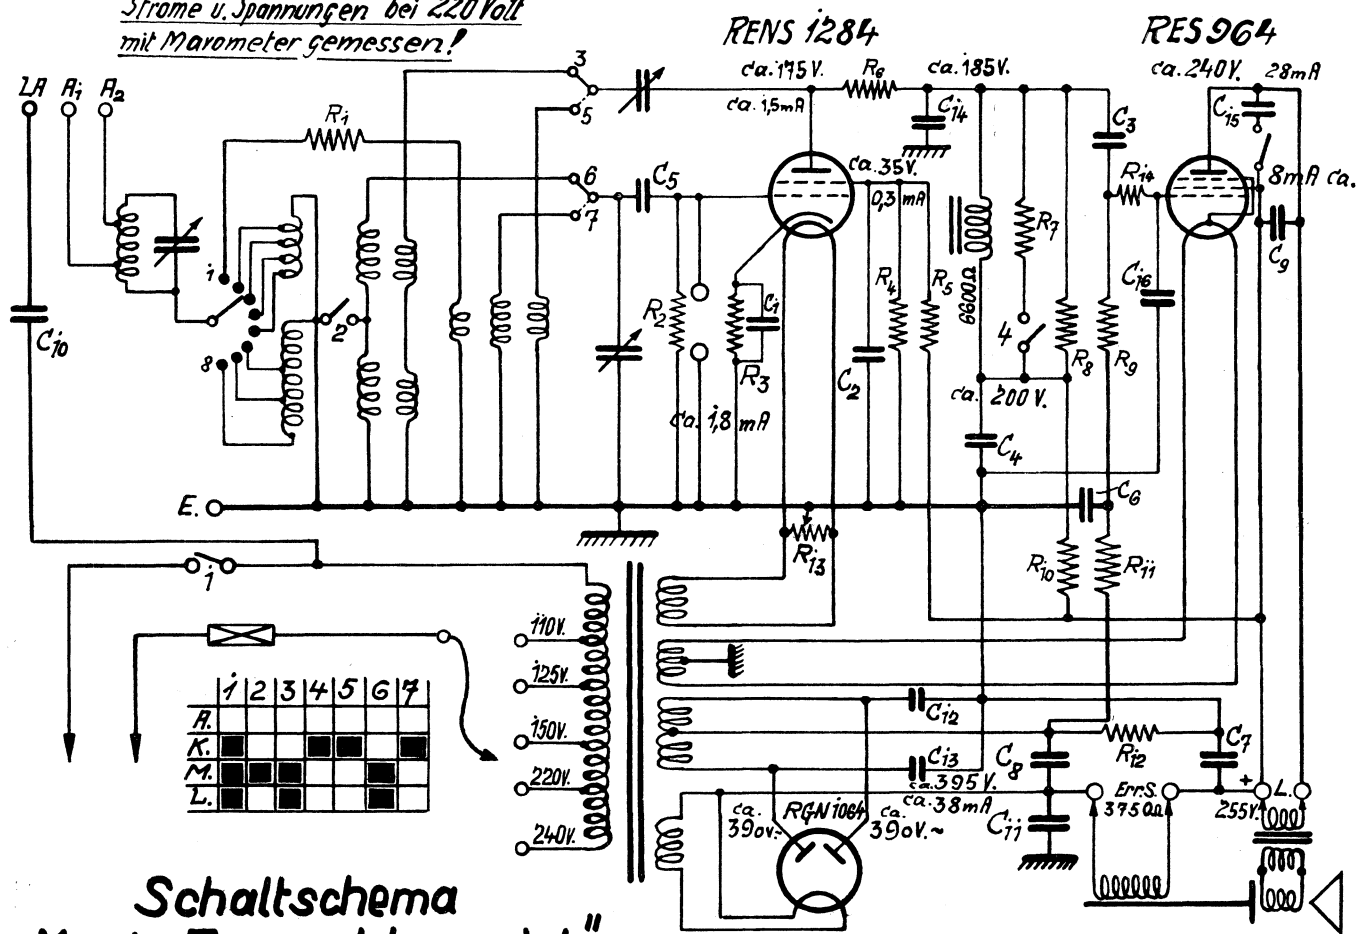 Ströme u. Spannungen bei 220 Volt
mit Mavometer gemessen!
RENS 1284
RES 964
LA A1 A2
R1
3
5
6
7
ca. 175 V.
ca. 1,5 mA
R6
ca. 185 V.
C14
C3
ca. 240 V. 28 mA
C15
8 mA ca.
R14
C9
C5
ca. 35 V.
0,3 mA
R7
6600 Ω
C16
1
8
2
C10
R2
C1
R3
ca. 1,8 mA
C2
R4
R5
4
R8
R9
ca. 200 V.
C4
E.
C6
R13
R10
R11
1
110 V.
125 V.
150 V.
220 V.
240 V.
1 2 3 4 5 6 7
A.
K.
M.
L.
C12
C13
ca. 395 V.
ca. 38 mA
C8
R12
C7
C11
Err.S.
3750 Ω
+ L.
255 V.
ca. 390 V. ~
RGN 1064
ca. 390 V. ~
Schaltschema